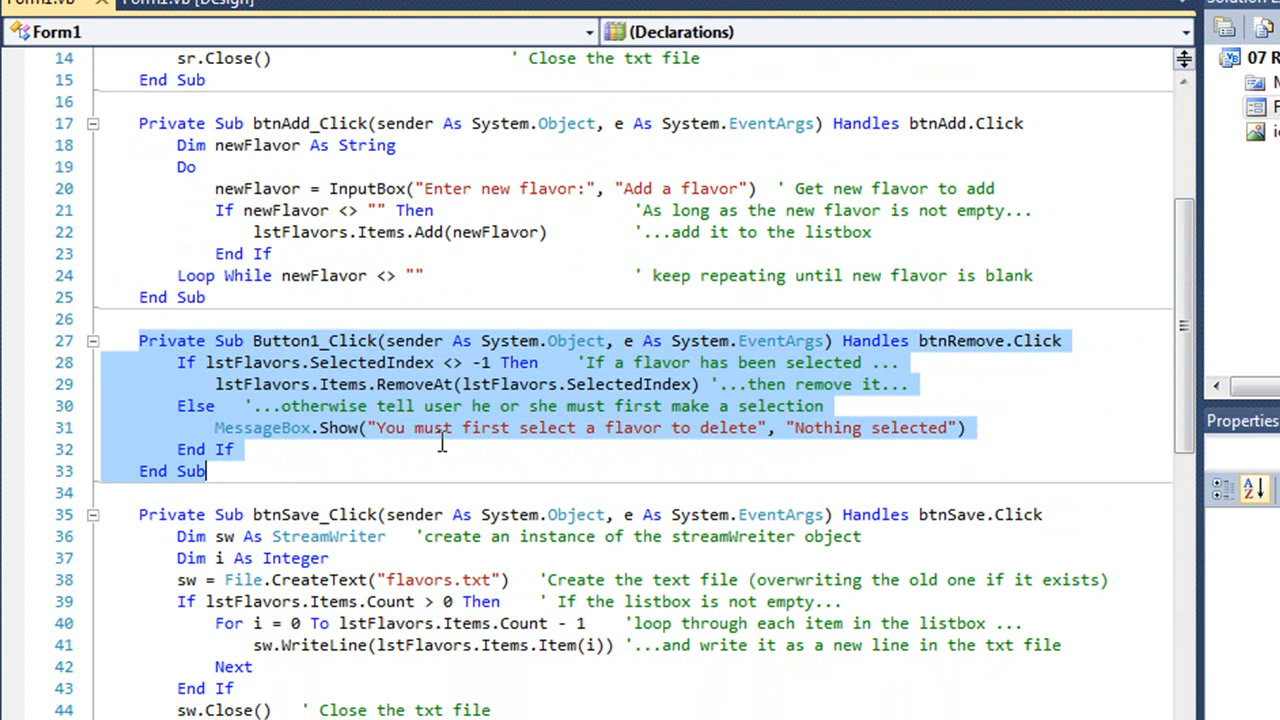 Form1.vb Form1.vb [Design] Solution
Form1 (Declarations)
14 sr.Close() ' Close the txt file
15 End Sub
16
17 Private Sub btnAdd_Click(sender As System.Object, e As System.EventArgs) Handles btnAdd.Click
18 Dim newFlavor As String
19 Do
20 newFlavor = InputBox("Enter new flavor:", "Add a flavor") ' Get new flavor to add
21 If newFlavor <> "" Then 'As long as the new flavor is not empty...
22 lstFlavors.Items.Add(newFlavor) '...add it to the listbox
23 End If
24 Loop While newFlavor <> "" ' keep repeating until new flavor is blank
25 End Sub
26
27 Private Sub Button1_Click(sender As System.Object, e As System.EventArgs) Handles btnRemove.Click
28 If lstFlavors.SelectedIndex <> -1 Then 'If a flavor has been selected ...
29 lstFlavors.Items.RemoveAt(lstFlavors.SelectedIndex) '...then remove it...
30 Else '...otherwise tell user he or she must first make a selection
31 MessageBox.Show("You must first select a flavor to delete", "Nothing selected")
32 End If
33 End Sub
34
35 Private Sub btnSave_Click(sender As System.Object, e As System.EventArgs) Handles btnSave.Click
36 Dim sw As StreamWriter 'create an instance of the streamWreiter object
37 Dim i As Integer
38 sw = File.CreateText("flavors.txt") 'Create the text file (overwriting the old one if it exists)
39 If lstFlavors.Items.Count > 0 Then ' If the listbox is not empty...
40 For i = 0 To lstFlavors.Items.Count - 1 'loop through each item in the listbox ...
41 sw.WriteLine(lstFlavors.Items.Item(i)) '...and write it as a new line in the txt file
42 Next
43 End If
44 sw.Close() ' Close the txt file
07 R
Properties